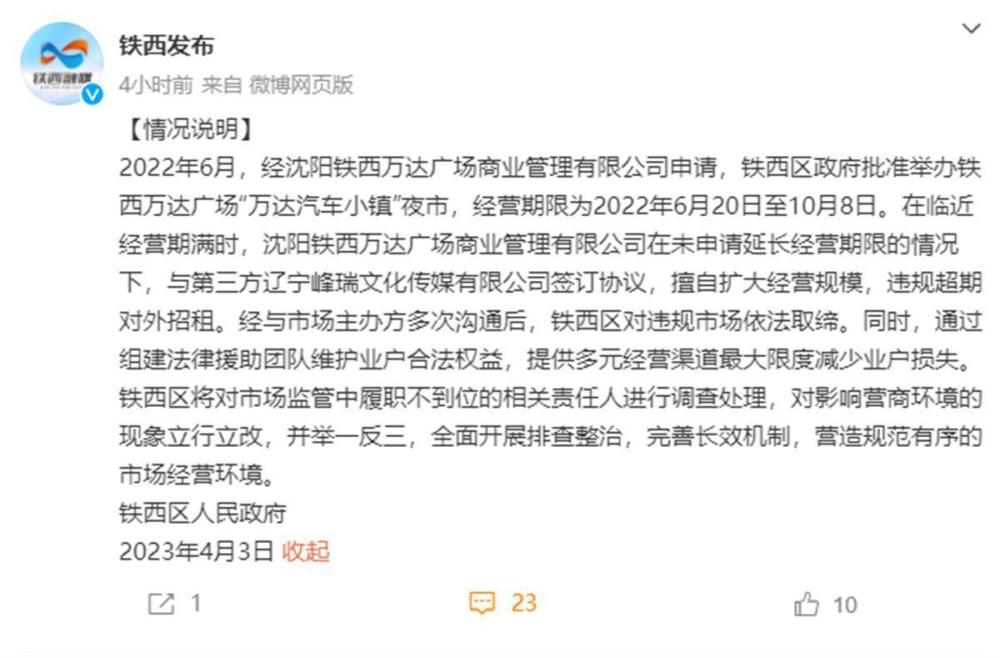 铁西发布
4小时前 来自 微博网页版
铁西融媒
【情况说明】
2022年6月，经沈阳铁西万达广场商业管理有限公司申请，铁西区政府批准举办铁
西万达广场“万达汽车小镇”夜市，经营期限为2022年6月20日至10月8日。在临近
经营期满时，沈阳铁西万达广场商业管理有限公司在未申请延长经营期限的情况
下，与第三方辽宁峰瑞文化传媒有限公司签订协议，擅自扩大经营规模，违规超期
对外招租。经与市场主办方多次沟通后，铁西区对违规市场依法取缔。同时，通过
组建法律援助团队维护业户合法权益，提供多元经营渠道最大限度减少业户损失。
铁西区将对市场监管中履职不到位的相关责任人进行调查处理，对影响营商环境的
现象立行立改，并举一反三，全面开展排查整治，完善长效机制，营造规范有序的
市场经营环境。
铁西区人民政府
2023年4月3日 收起
1
23
10